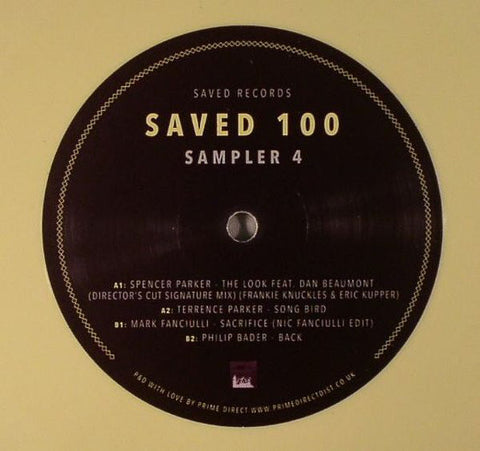 SAVED RECORDS
SAVED 100
SAMPLER 4
A1: SPENCER PARKER - THE LOOK FEAT. DAN BEAUMONT
(DIRECTOR'S CUT SIGNATURE MIX) (FRANKIE KNUCKLES & ERIC KUPPER)
A2: TERRENCE PARKER - SONG BIRD
B1: MARK FANCIULLI - SACRIFICE (NIC FANCIULLI EDIT)
B2: PHILIP BADER - BACK
P&D WITH LOVE BY PRIME DIRECT WWW.PRIMEDIRECTDIST.CO.UK